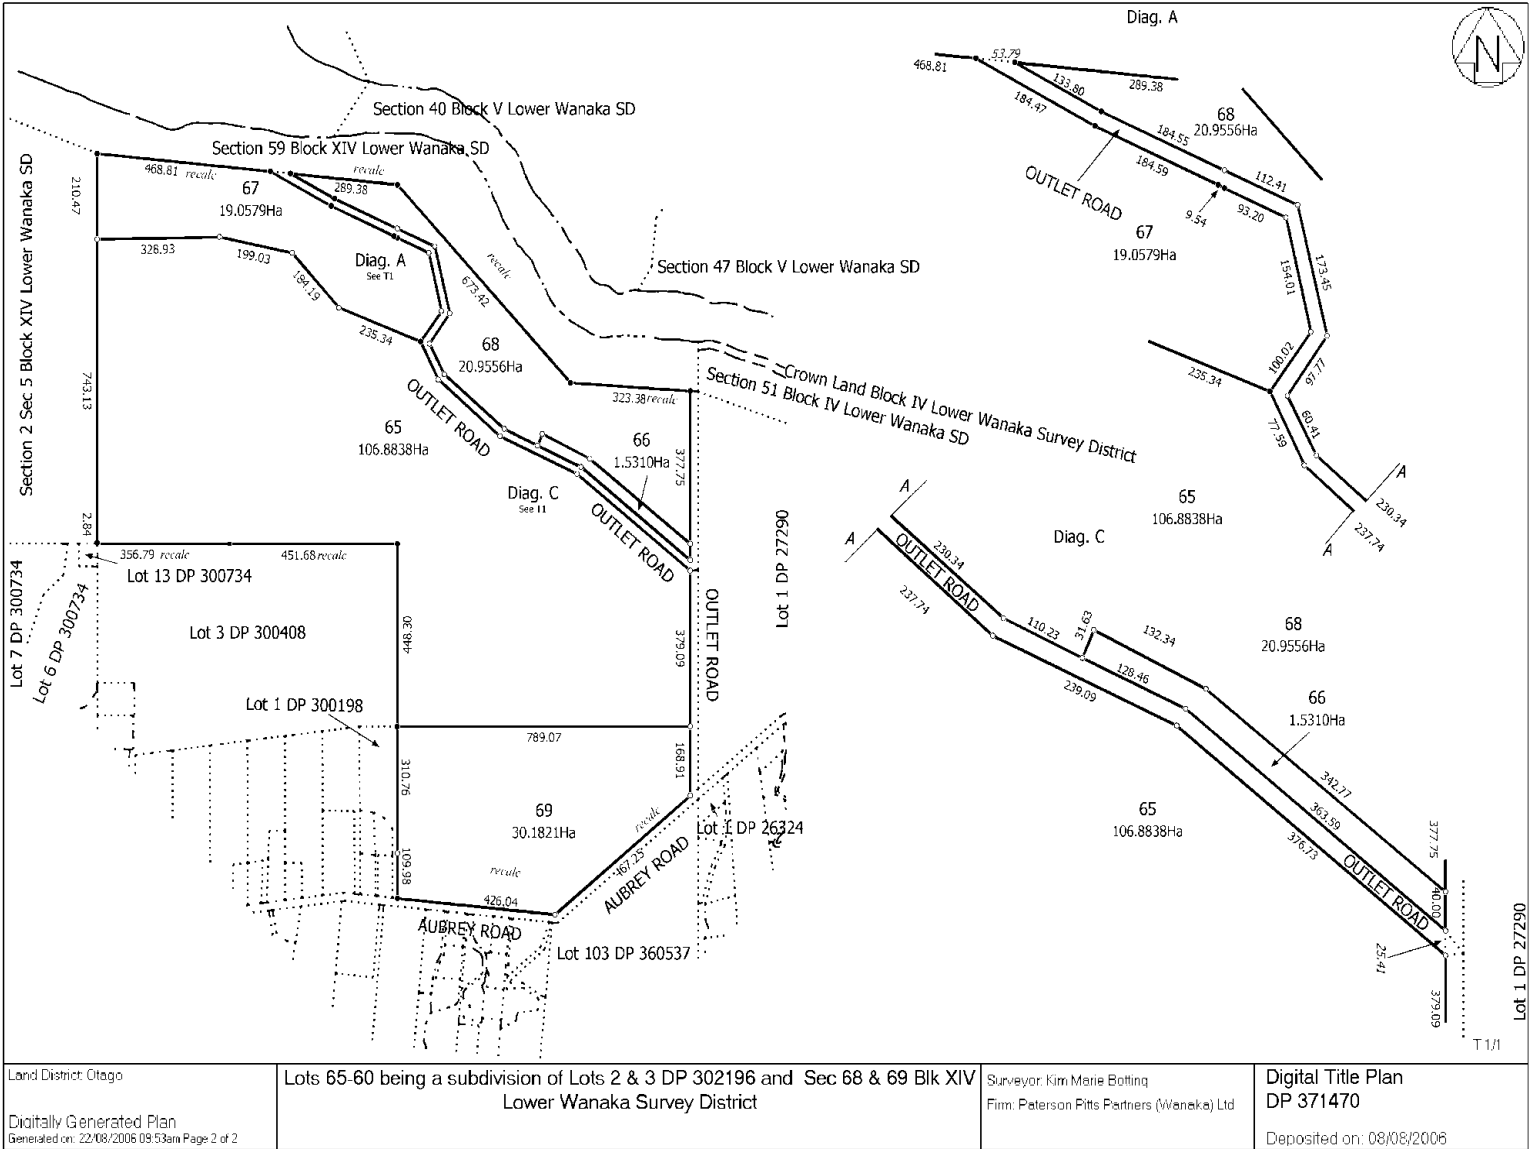 Diag. A
N
468.81
53.79
133.80
289.38
184.47
184.55
68
20.9556Ha
184.59
112.41
OUTLET ROAD
9.54
93.20
67
19.0579Ha
154.01
173.45
100.02
97.77
235.34
77.59
60.41
A
230.34
237.74
A
Section 40 Block V Lower Wanaka SD
Section 59 Block XIV Lower Wanaka SD
468.81 recalc
recalc
289.38
67
19.0579Ha
210.47
Section 2 Sec 5 Block XIV Lower Wanaka SD
328.93
199.03
184.19
235.34
Diag. A
See T1
recalc
673.42
Section 47 Block V Lower Wanaka SD
68
20.9556Ha
Crown Land Block IV Lower Wanaka Survey District
Section 51 Block IV Lower Wanaka SD
323.38 recalc
743.13
OUTLET ROAD
65
106.8838Ha
66
1.5310Ha
377.75
Diag. C
See T1
OUTLET ROAD
2.84
356.79 recalc
451.68 recalc
Lot 13 DP 300734
Lot 7 DP 300734
Lot 6 DP 300734
Lot 3 DP 300408
448.30
379.09
OUTLET ROAD
Lot 1 DP 27290
Lot 1 DP 300198
789.07
168.91
310.76
69
30.1821Ha
recalc
467.25
AUBREY ROAD
Lot 1 DP 26324
109.98
recalc
426.04
AUBREY ROAD
Lot 103 DP 360537
65
106.8838Ha
Diag. C
A
A
OUTLET ROAD
230.34
237.74
110.23
31.63
132.34
68
20.9556Ha
128.46
239.09
66
1.5310Ha
342.77
363.59
376.73
65
106.8838Ha
OUTLET ROAD
377.75
40.00
25.41
379.09
Lot 1 DP 27290
T 1/1
Land District: Otago
Digitally Generated Plan
Generated on: 22/08/2006 09:53am Page 2 of 2
Lots 65-60 being a subdivision of Lots 2 & 3 DP 302196 and Sec 68 & 69 Blk XIV
Lower Wanaka Survey District
Surveyor: Kim Marie Botting
Firm: Paterson Pitts Partners (Wanaka) Ltd
Digital Title Plan
DP 371470
Deposited on: 08/08/2006